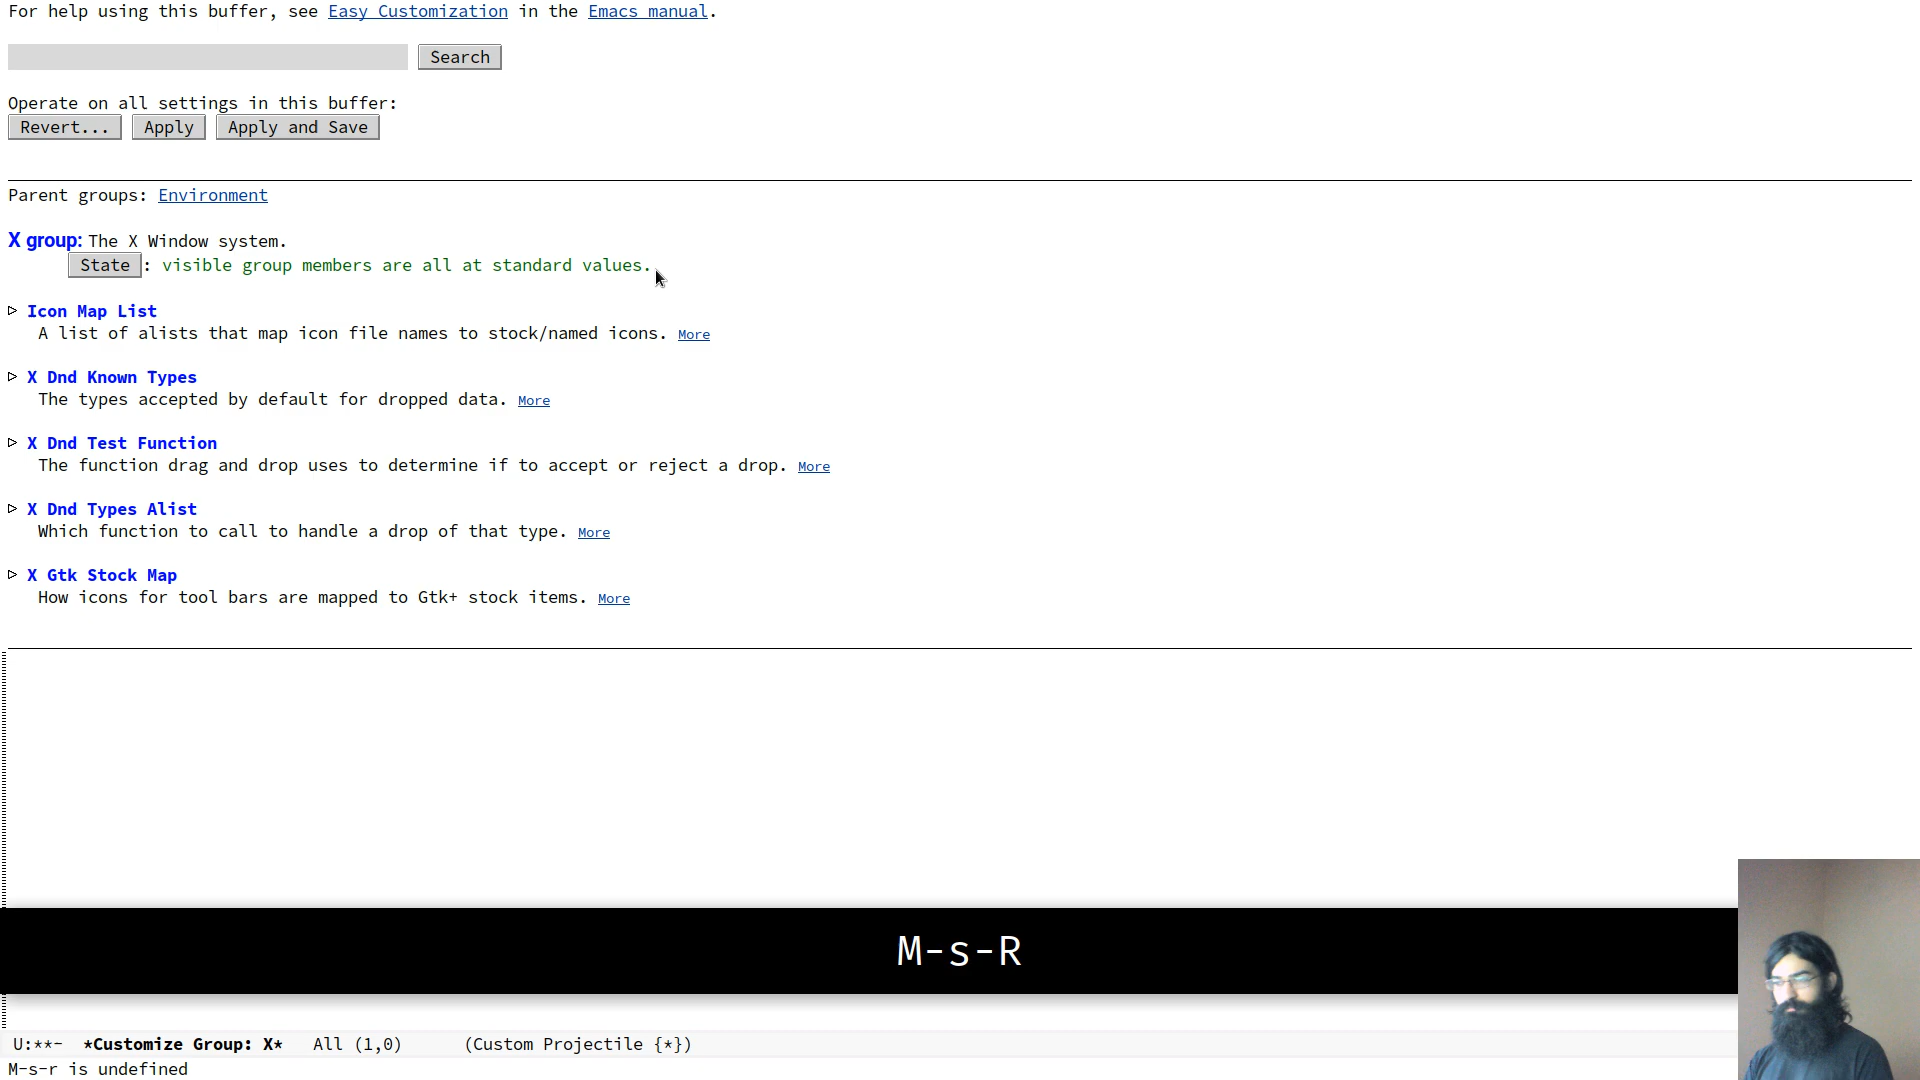 For help using this buffer, see Easy Customization in the Emacs manual.
Search
Operate on all settings in this buffer:
Revert... Apply Apply and Save
Parent groups: Environment
X group: The X Window system.
State : visible group members are all at standard values.
Icon Map List
A list of alists that map icon file names to stock/named icons. More
X Dnd Known Types
The types accepted by default for dropped data. More
X Dnd Test Function
The function drag and drop uses to determine if to accept or reject a drop. More
X Dnd Types Alist
Which function to call to handle a drop of that type. More
X Gtk Stock Map
How icons for tool bars are mapped to Gtk+ stock items. More
M-s-R
U:**- *Customize Group: X* All (1,0) (Custom Projectile {*})
M-s-r is undefined